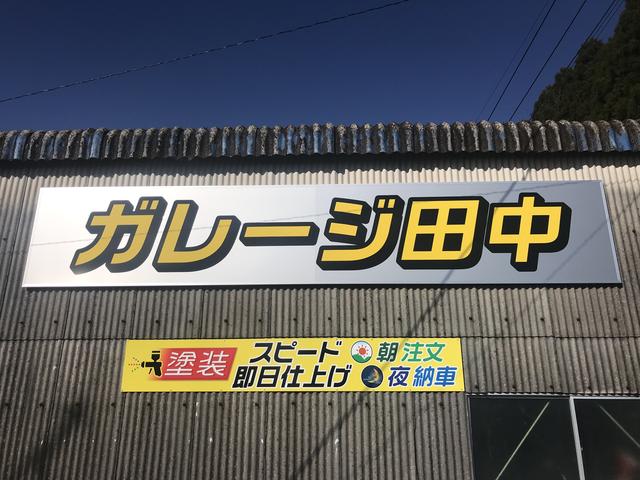 ガレージ田中
塗装
スピード
即日仕上げ
朝注文
夜納車